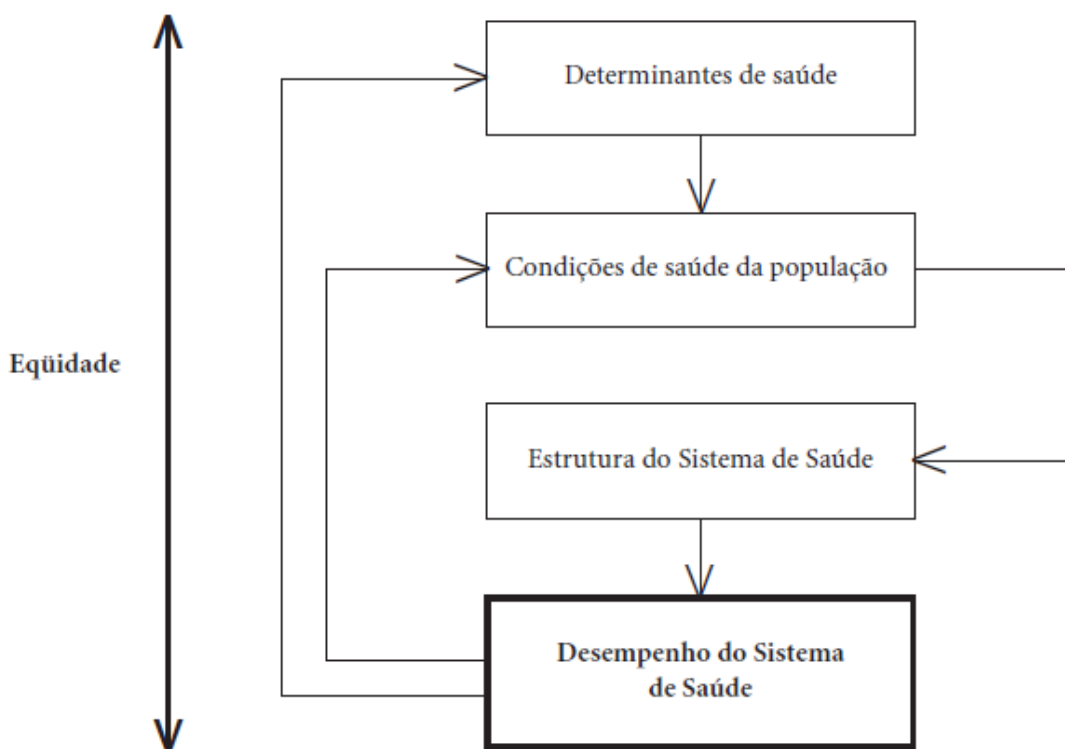 Determinantes de saúde
Condições de saúde da população
Eqüidade
Estrutura do Sistema de Saúde
Desempenho do Sistema
de Saúde